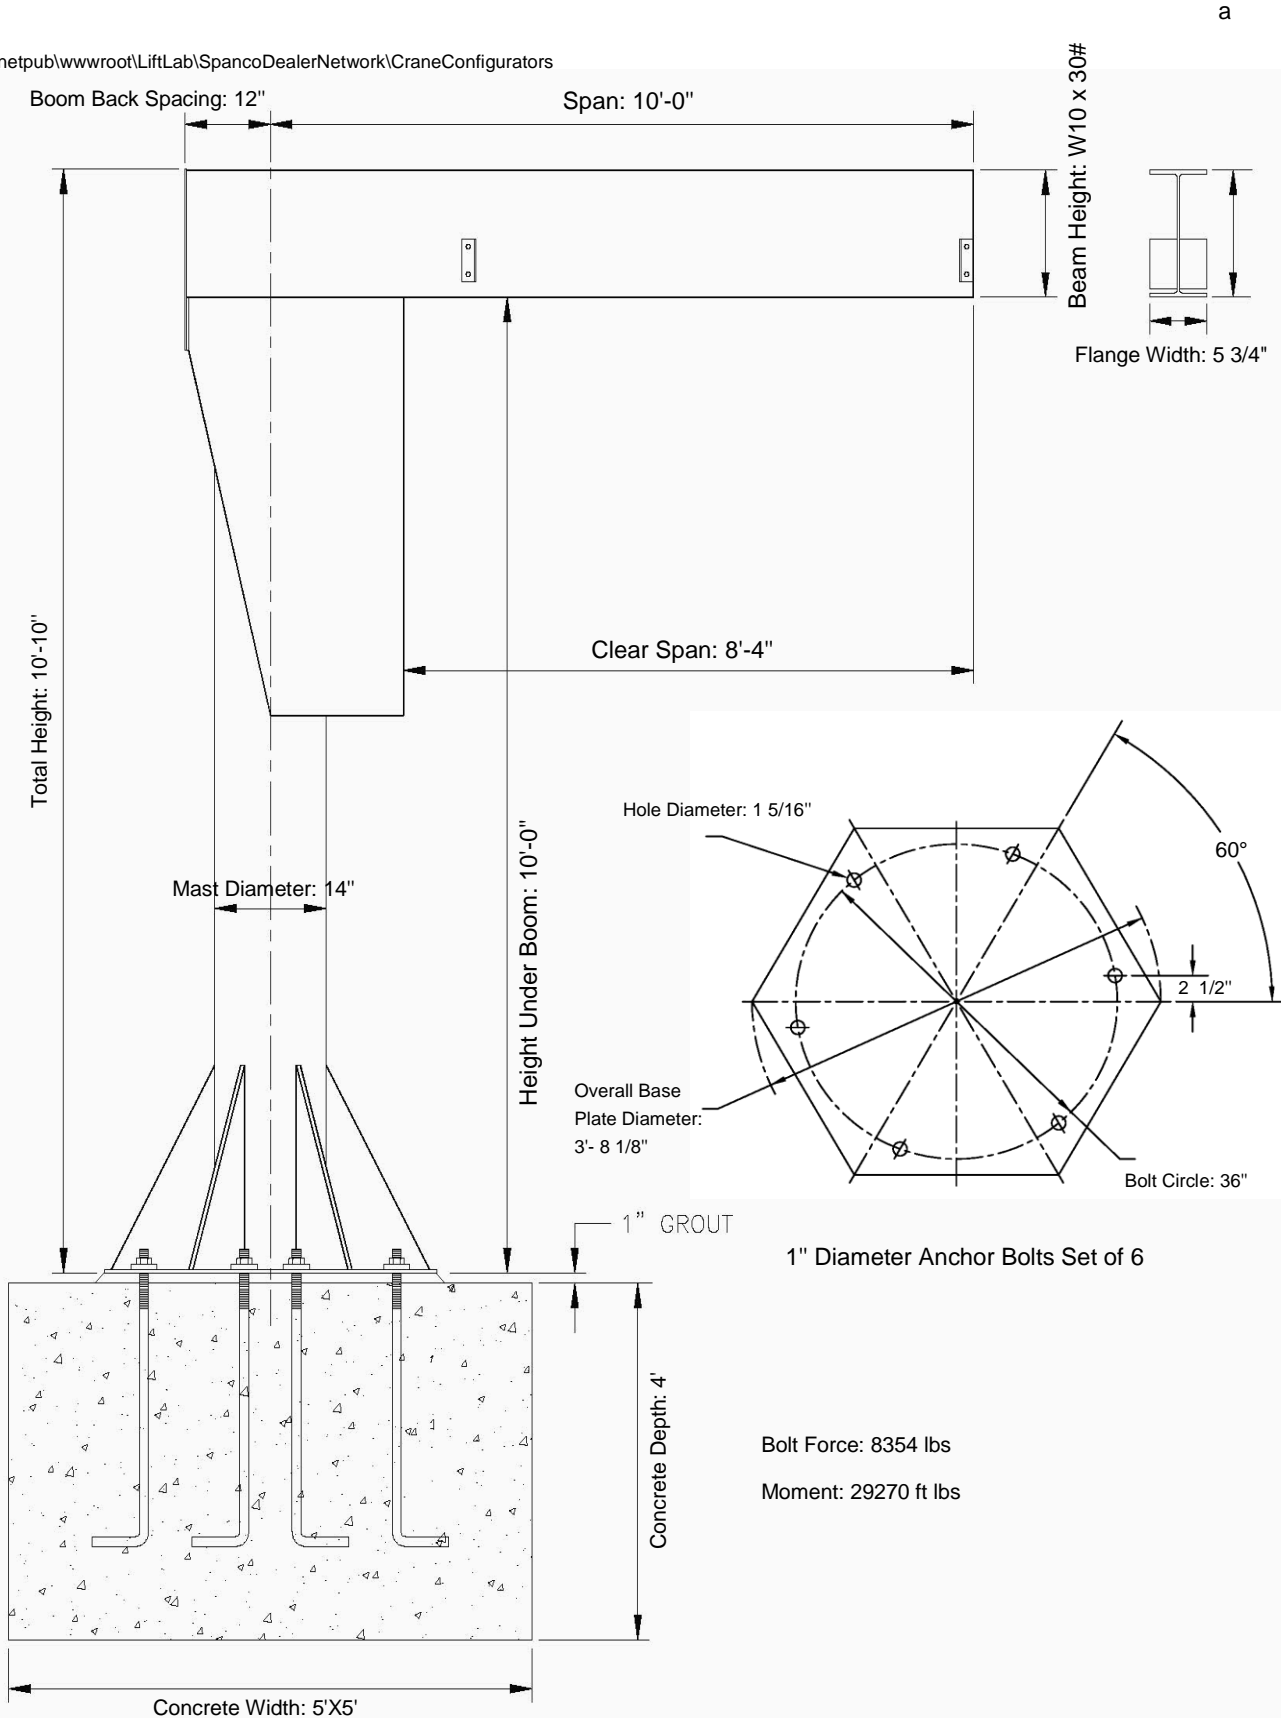 a
netpub\wwwroot\LiftLab\SpancoDealerNetwork\CraneConfigurators
Boom Back Spacing: 12"
Span: 10'-0"
Beam Height: W10 x 30#
Flange Width: 5 3/4"
Total Height: 10'-10"
Clear Span: 8'-4"
Height Under Boom: 10'-0"
Mast Diameter: 14"
Hole Diameter: 1 5/16"
60°
2 1/2"
Overall Base
Plate Diameter:
3'- 8 1/8"
Bolt Circle: 36"
1" GROUT
1" Diameter Anchor Bolts Set of 6
Concrete Depth: 4'
Bolt Force: 8354 lbs
Moment: 29270 ft lbs
Concrete Width: 5'X5'